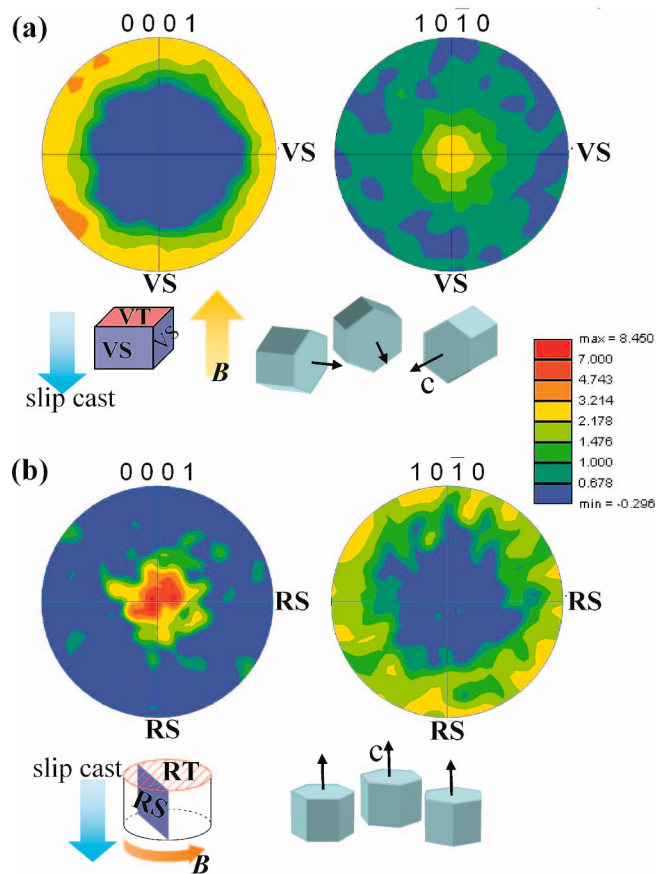 (a)
0 0 0 1
1 0 1̄ 0
VS
VS
VS
VS
VT
VS
VS
B
slip cast
C
max = 8.450
7.000
4.743
3.214
2.178
1.476
1.000
0.678
min = -0.296
(b)
0 0 0 1
1 0 1̄ 0
RS
RS
RS
RS
slip cast
RT
RS
B
C